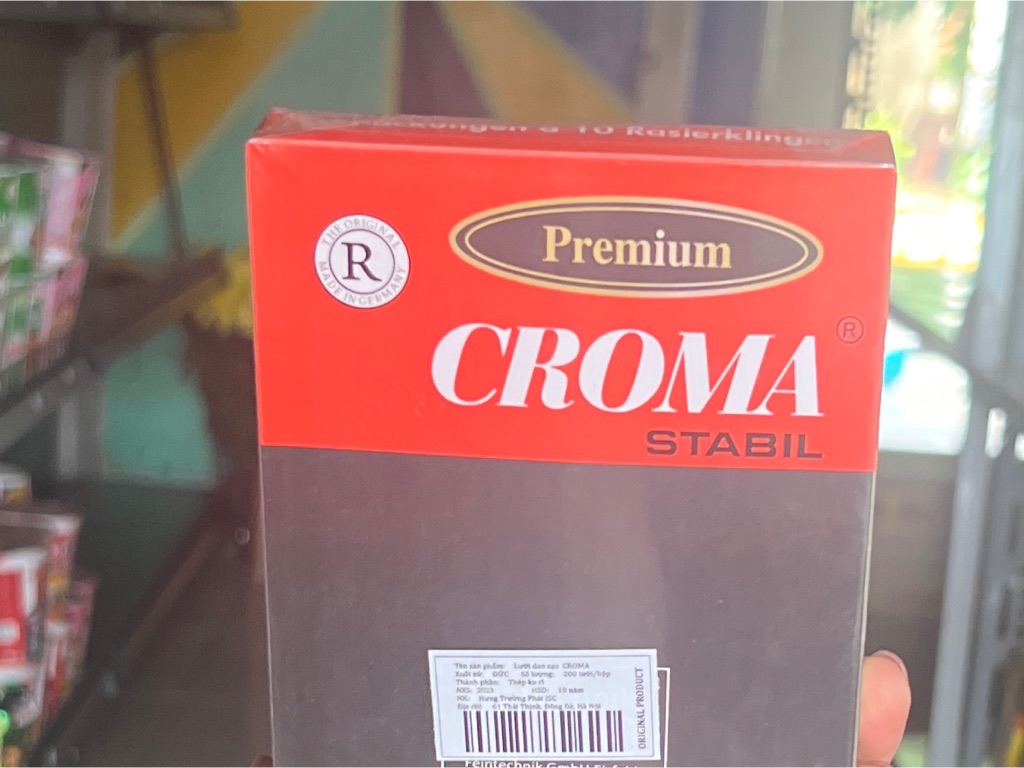 à 10 Rasierklingen
THE ORIGINAL
R
MADE IN GERMANY
Premium
CROMA ®
STABIL
Tên sản phẩm: Lưỡi dao cạo CROMA
Xuất xứ: ĐỨC Số lượng: 200 lưỡi/hộp
Thành phần: Thép ko rỉ
NSX: 2023 HSD: 10 năm
NK: Hưng Trường Phát JSC
Địa chỉ: 61 Thái Thịnh, Đống Đa, Hà Nội
ORIGINAL PRODUCT
Feintechnik GmbH